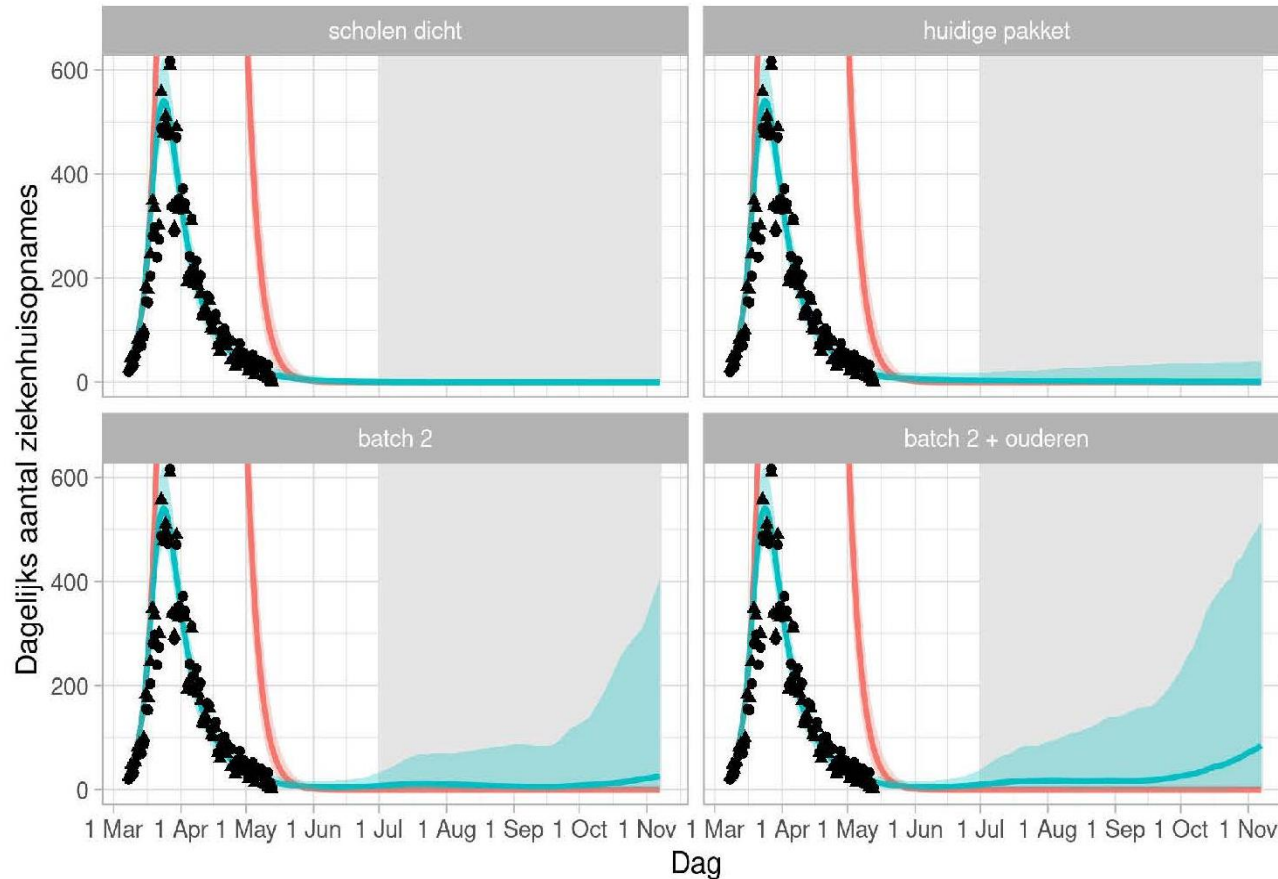 scholen dicht
huidige pakket
600
400
200
0
batch 2
batch 2 + ouderen
600
400
200
0
Dagelijks aantal ziekenhuisopnames
1 Mar 1 Apr 1 May 1 Jun 1 Jul 1 Aug 1 Sep 1 Oct 1 Nov
1 Mar 1 Apr 1 May 1 Jun 1 Jul 1 Aug 1 Sep 1 Oct 1 Nov
Dag